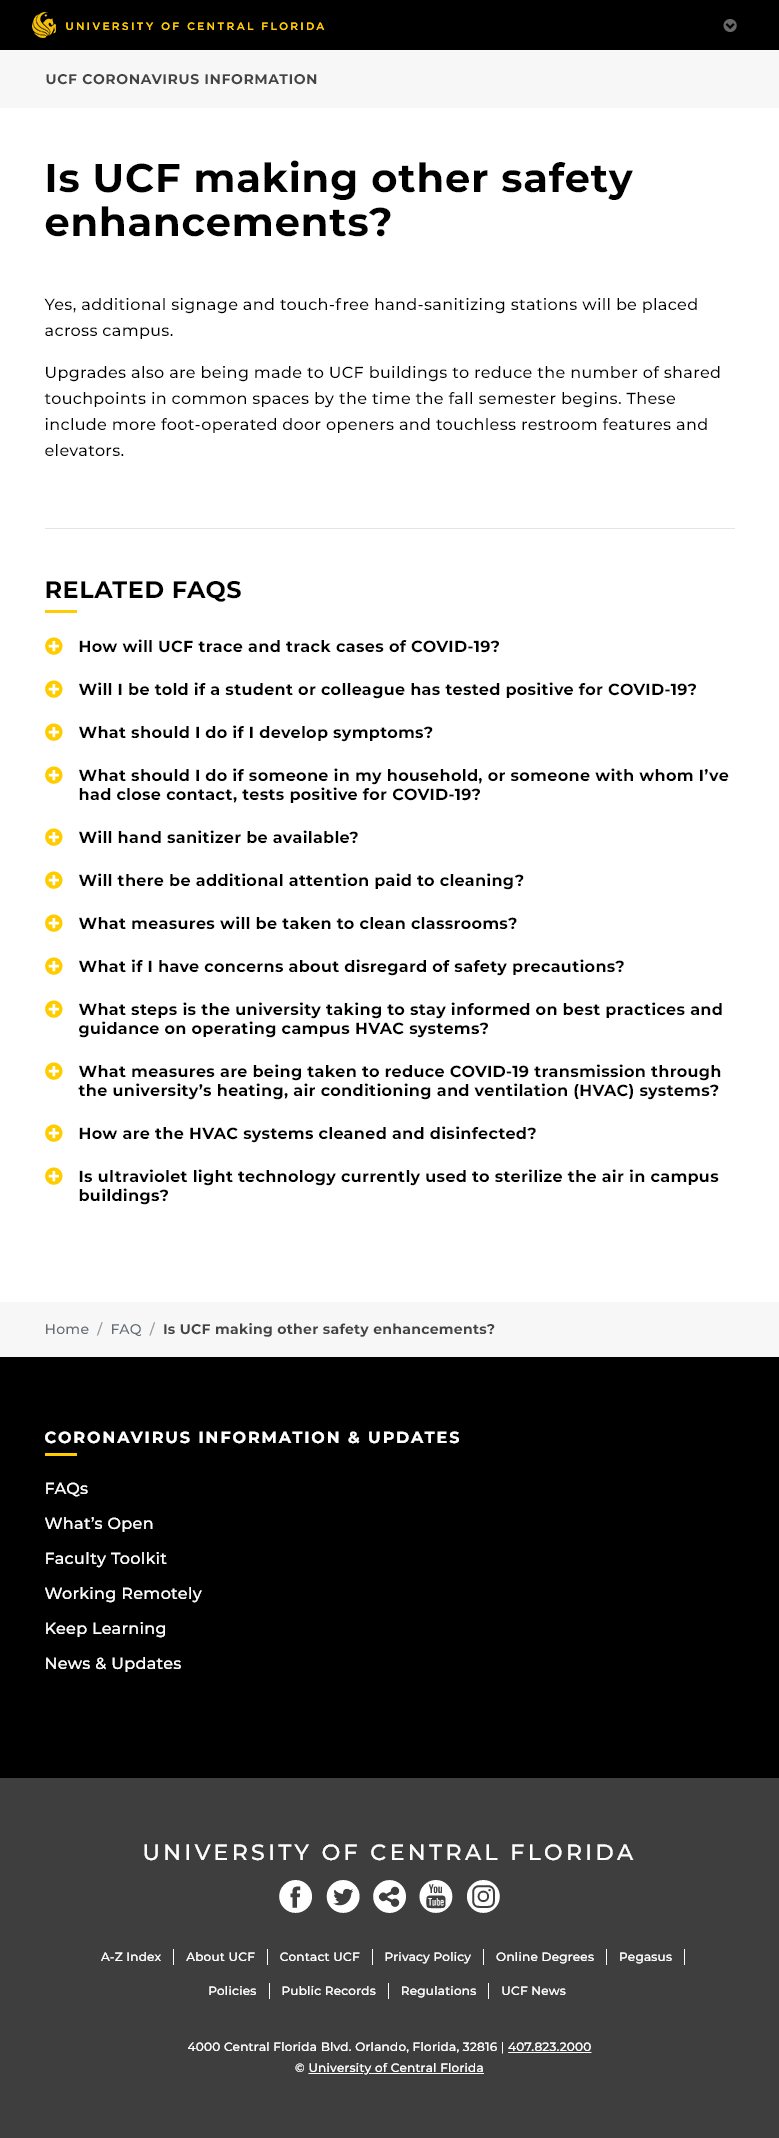 UNIVERSITY OF CENTRAL FLORIDA
UCF CORONAVIRUS INFORMATION
Is UCF making other safety
enhancements?
Yes, additional signage and touch-free hand-sanitizing stations will be placed
across campus.
Upgrades also are being made to UCF buildings to reduce the number of shared
touchpoints in common spaces by the time the fall semester begins. These
include more foot-operated door openers and touchless restroom features and
elevators.
RELATED FAQS
How will UCF trace and track cases of COVID-19?
Will I be told if a student or colleague has tested positive for COVID-19?
What should I do if I develop symptoms?
What should I do if someone in my household, or someone with whom I’ve
had close contact, tests positive for COVID-19?
Will hand sanitizer be available?
Will there be additional attention paid to cleaning?
What measures will be taken to clean classrooms?
What if I have concerns about disregard of safety precautions?
What steps is the university taking to stay informed on best practices and
guidance on operating campus HVAC systems?
What measures are being taken to reduce COVID-19 transmission through
the university’s heating, air conditioning and ventilation (HVAC) systems?
How are the HVAC systems cleaned and disinfected?
Is ultraviolet light technology currently used to sterilize the air in campus
buildings?
Home / FAQ / Is UCF making other safety enhancements?
CORONAVIRUS INFORMATION & UPDATES
FAQs
What’s Open
Faculty Toolkit
Working Remotely
Keep Learning
News & Updates
UNIVERSITY OF CENTRAL FLORIDA
You
Tube
A-Z Index | About UCF | Contact UCF | Privacy Policy | Online Degrees | Pegasus |
Policies | Public Records | Regulations | UCF News
4000 Central Florida Blvd. Orlando, Florida, 32816 | 407.823.2000
© University of Central Florida